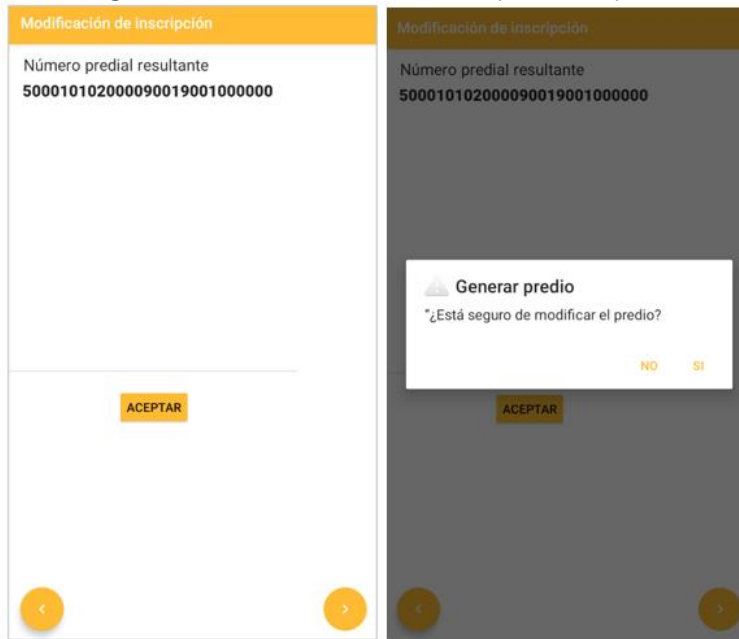 Modificación de inscripción
Número predial resultante
500010102000090019001000000
ACEPTAR
Modificación de inscripción
Número predial resultante
500010102000090019001000000
Generar predio
"¿Está seguro de modificar el predio?
NO SI
ACEPTAR